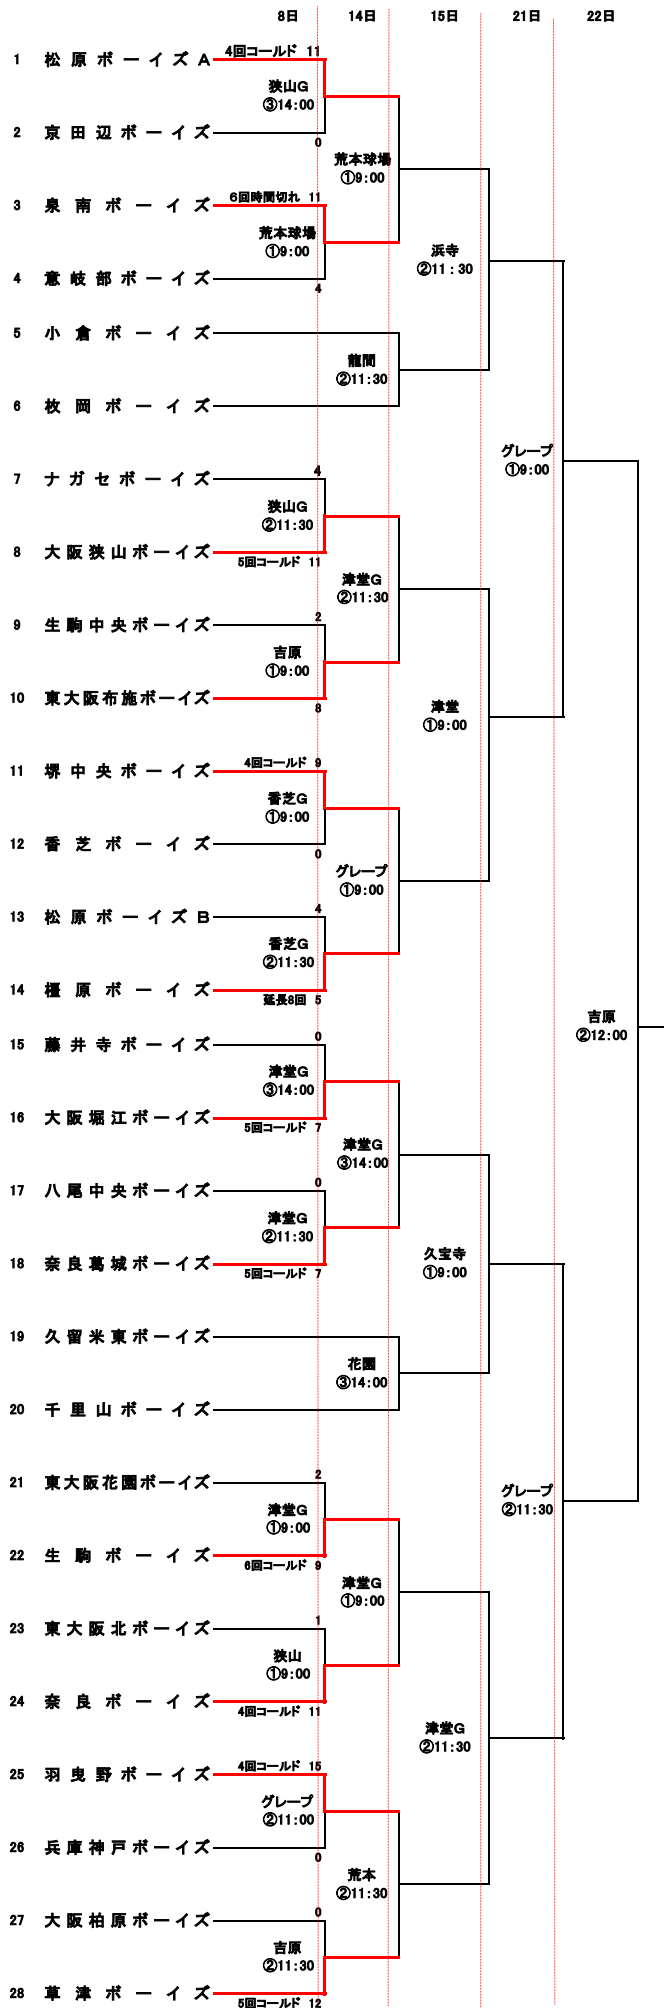 8日 14日 15日 21日 22日
4回コールド 11
1 松原ボーイズA
狭山G
③14:00
2 京田辺ボーイズ
0
荒本球場
①9:00
6回時間切れ 11
3 泉南ボーイズ
荒本球場
①9:00
浜寺
②11:30
4 意岐部ボーイズ
4
5 小倉ボーイズ
龍間
②11:30
6 枚岡ボーイズ
グレープ
①9:00
4
7 ナガセボーイズ
狭山G
②11:30
8 大阪狭山ボーイズ
5回コールド 11
津堂G
②11:30
2
9 生駒中央ボーイズ
吉原
①9:00
10 東大阪布施ボーイズ
8
津堂
①9:00
4回コールド 9
11 堺中央ボーイズ
香芝G
①9:00
12 香芝ボーイズ
0
グレープ
①9:00
4
13 松原ボーイズB
香芝G
②11:30
14 橿原ボーイズ
延長8回 5
吉原
②12:00
0
15 藤井寺ボーイズ
津堂G
③14:00
16 大阪堀江ボーイズ
5回コールド 7
津堂G
③14:00
0
17 八尾中央ボーイズ
津堂G
②11:30
久宝寺
①9:00
18 奈良葛城ボーイズ
5回コールド 7
19 久留米東ボーイズ
花園
③14:00
20 千里山ボーイズ
2
21 東大阪花園ボーイズ
グレープ
②11:30
津堂G
①9:00
22 生駒ボーイズ
6回コールド 9
津堂G
①9:00
1
23 東大阪北ボーイズ
狭山
①9:00
24 奈良ボーイズ
4回コールド 11
津堂G
②11:30
4回コールド 15
25 羽曳野ボーイズ
グレープ
②11:00
26 兵庫神戸ボーイズ
0
荒本
②11:30
0
27 大阪柏原ボーイズ
吉原
②11:30
28 草津ボーイズ
5回コールド 12